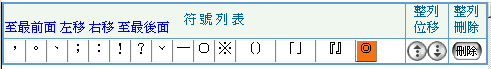 至最前面 左移 右移 至最後面 符號列表 整列位移 整列刪除
， 。 、 ； ： ！ ？ ﹀ — ○ ※ （） 「」 『』 ◎ 刪除